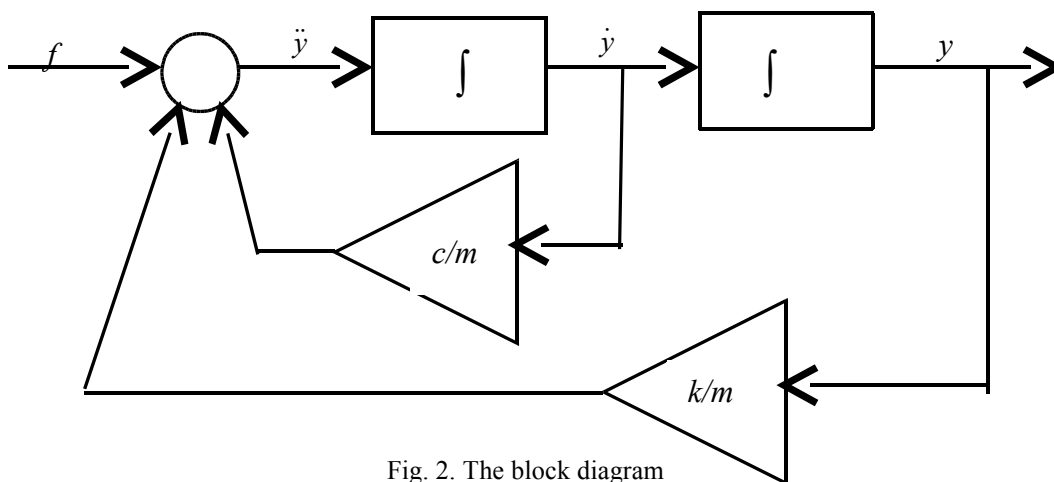 f ÿ ∫ ẏ ∫ y
c/m
k/m
Fig. 2. The block diagram